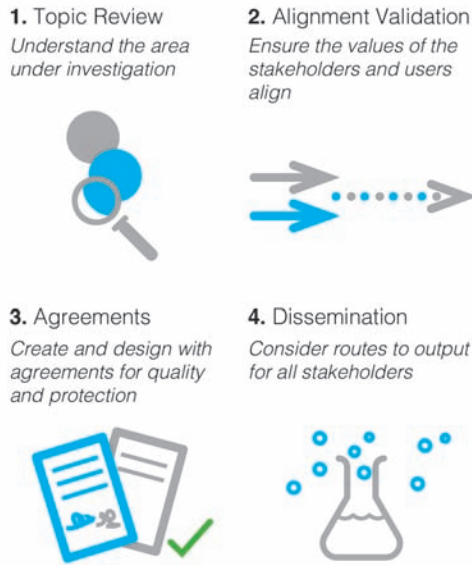 1. Topic Review
Understand the area
under investigation
2. Alignment Validation
Ensure the values of the
stakeholders and users
align
3. Agreements
Create and design with
agreements for quality
and protection
4. Dissemination
Consider routes to output
for all stakeholders